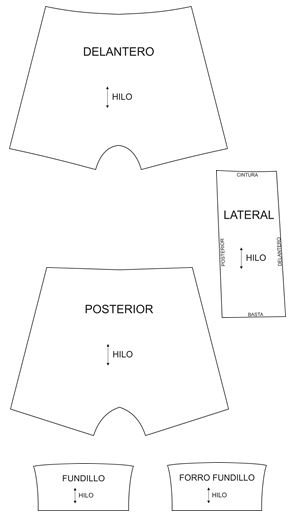 DELANTERO
HILO
CINTURA
LATERAL
POSTERIOR
HILO
DELANTERO
BASTA
POSTERIOR
HILO
FUNDILLO
HILO
FORRO FUNDILLO
HILO